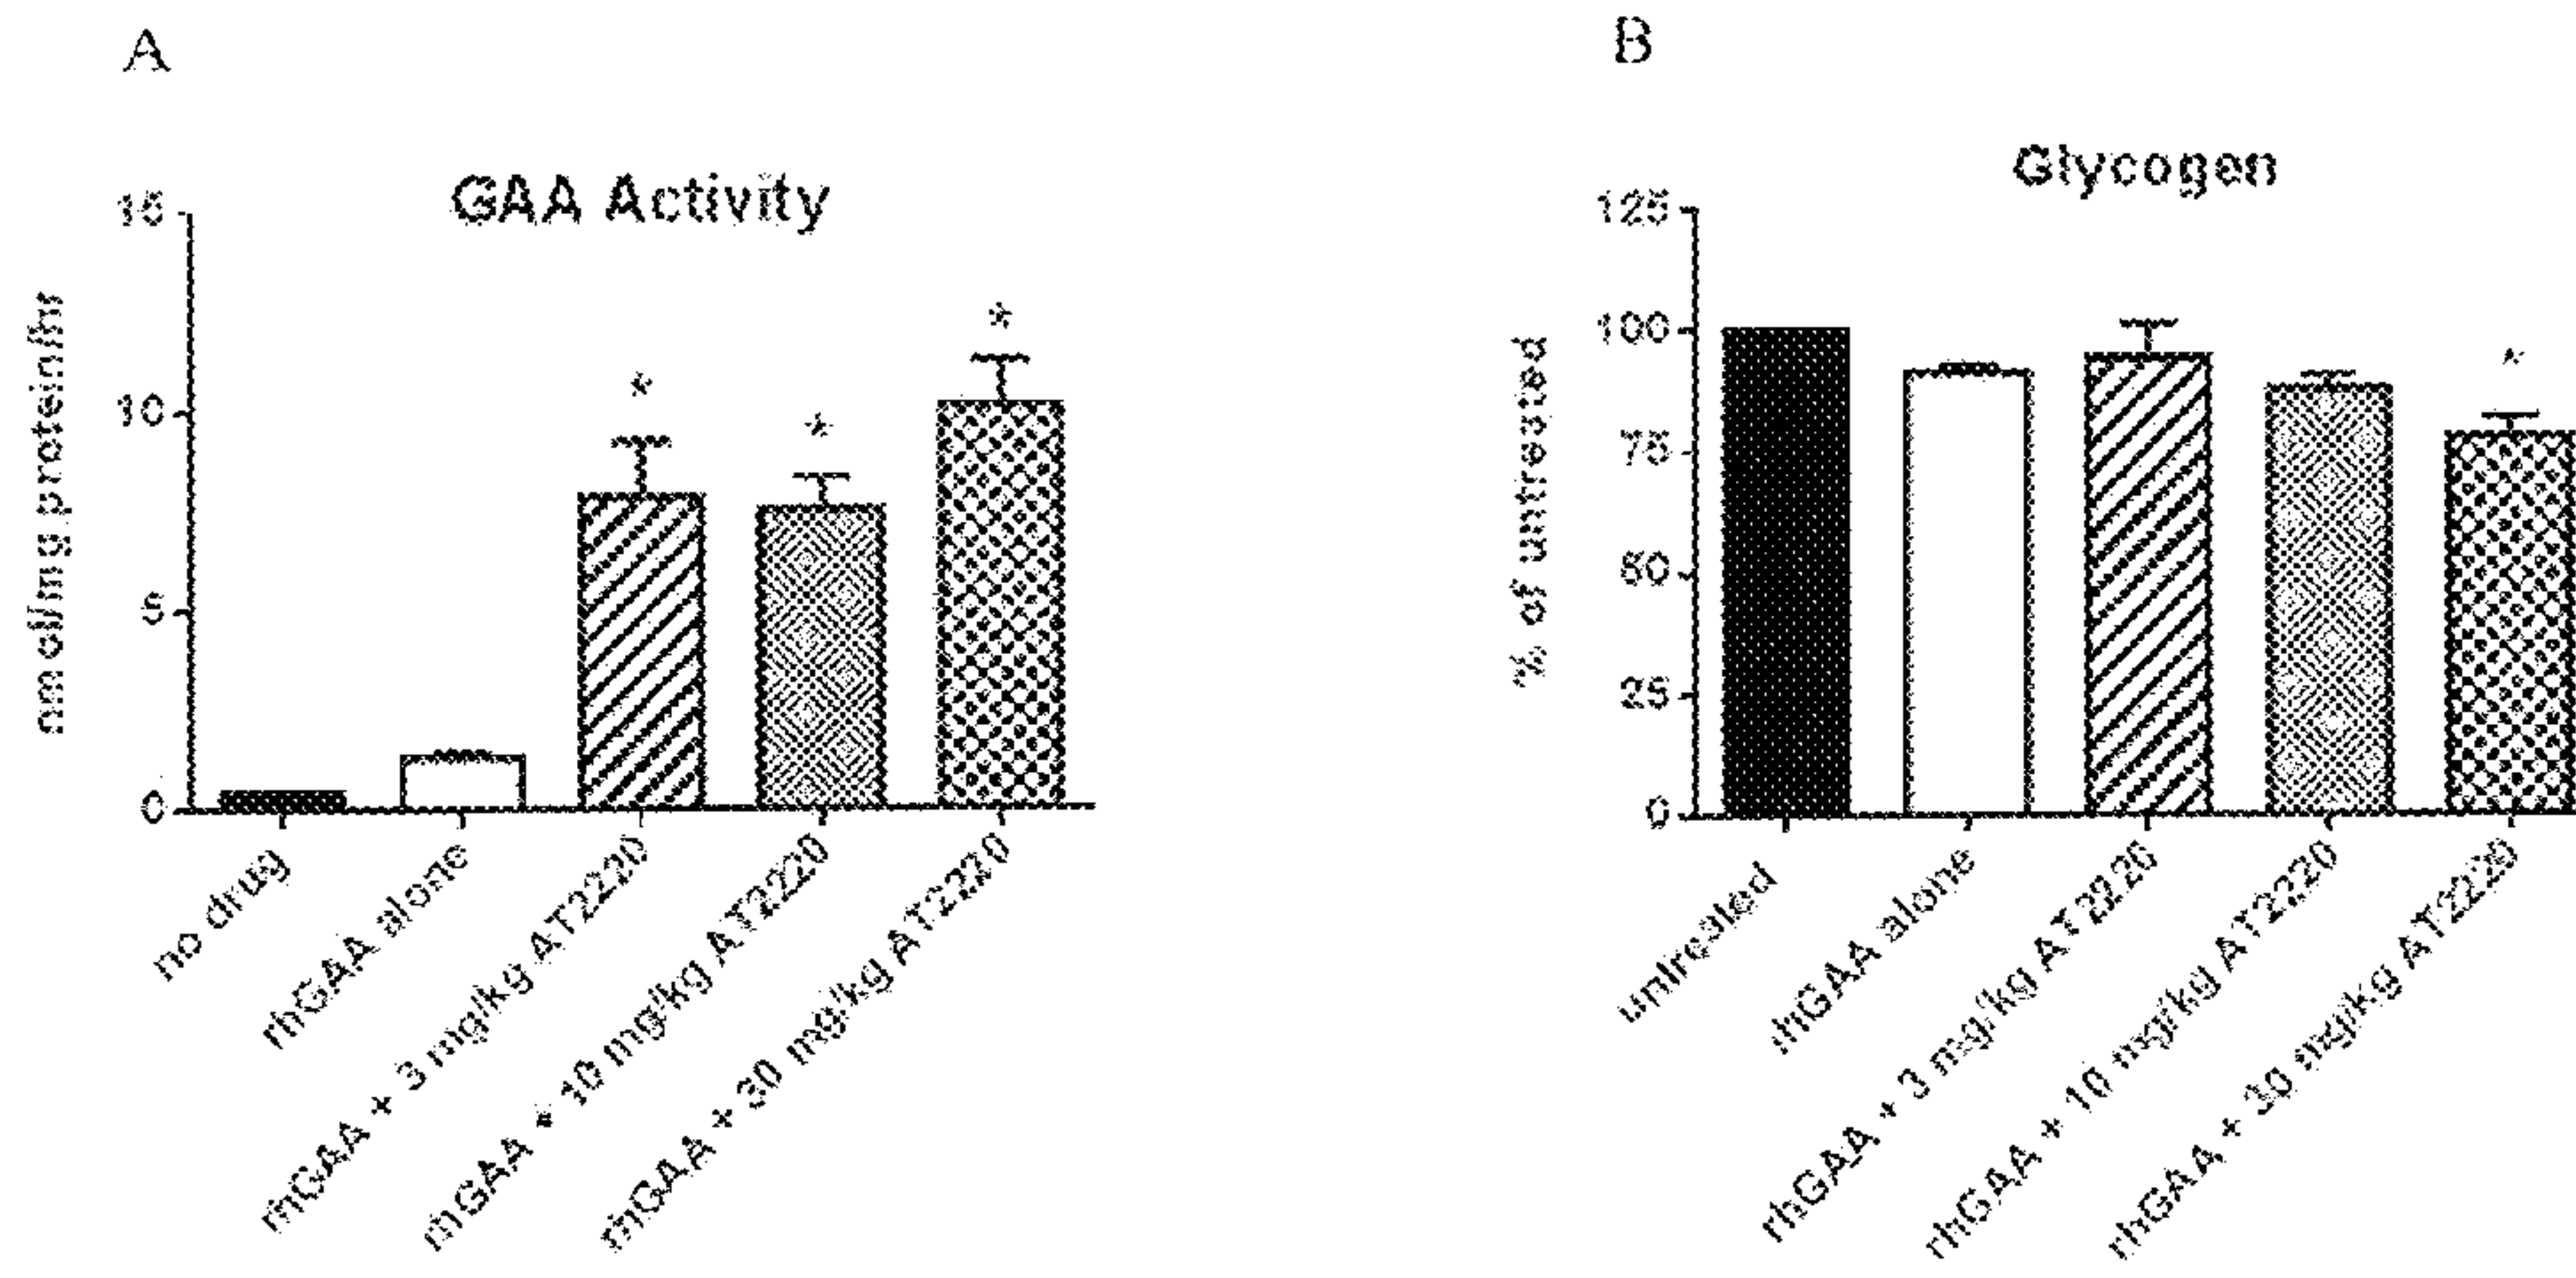 A
GAA Activity
nmol/mg protein/hr
15
10
5
0
*
*
*
no drug
rhGAA alone
rhGAA + 3 mg/kg AT2220
rhGAA + 10 mg/kg AT2220
rhGAA + 30 mg/kg AT2220
B
Glycogen
% of untreated
125
100
75
50
25
0
*
untreated
rhGAA alone
rhGAA + 3 mg/kg AT2220
rhGAA + 10 mg/kg AT2220
rhGAA + 30 mg/kg AT2220